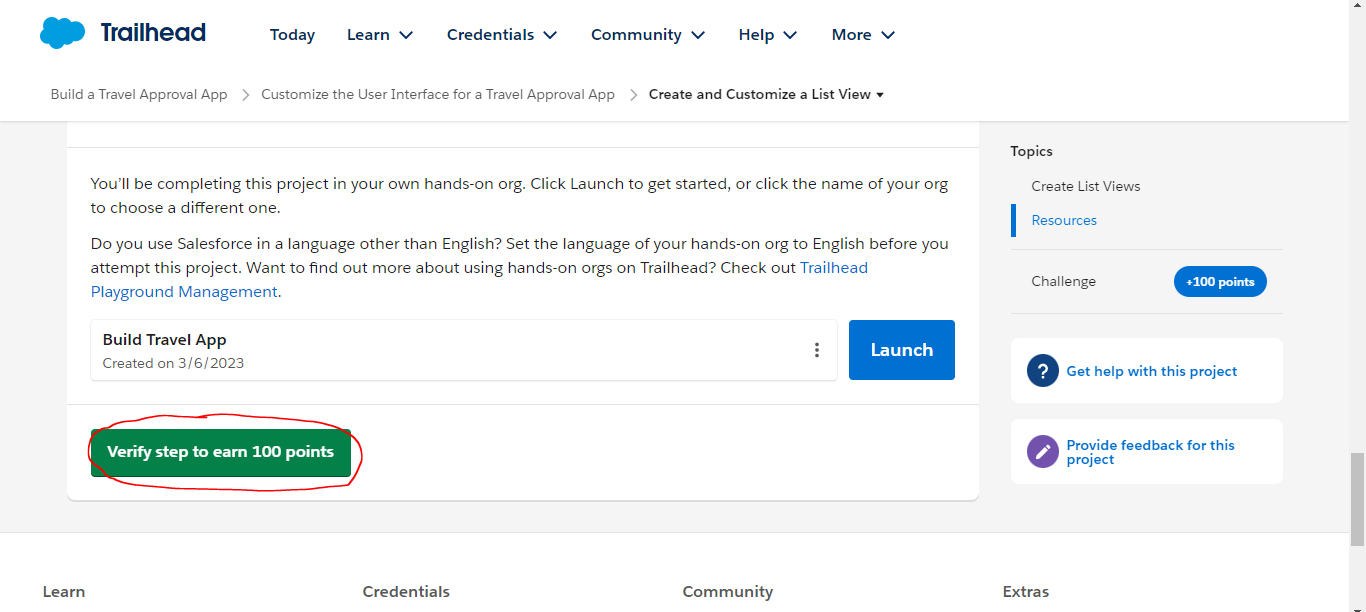 Trailhead
Today Learn Credentials Community Help More
Build a Travel Approval App > Customize the User Interface for a Travel Approval App > Create and Customize a List View
You’ll be completing this project in your own hands-on org. Click Launch to get started, or click the name of your org
to choose a different one.
Do you use Salesforce in a language other than English? Set the language of your hands-on org to English before you
attempt this project. Want to find out more about using hands-on orgs on Trailhead? Check out Trailhead
Playground Management.
Build Travel App
Created on 3/6/2023
Launch
Verify step to earn 100 points
Topics
Create List Views
Resources
Challenge +100 points
? Get help with this project
Provide feedback for this
project
Learn Credentials Community Extras